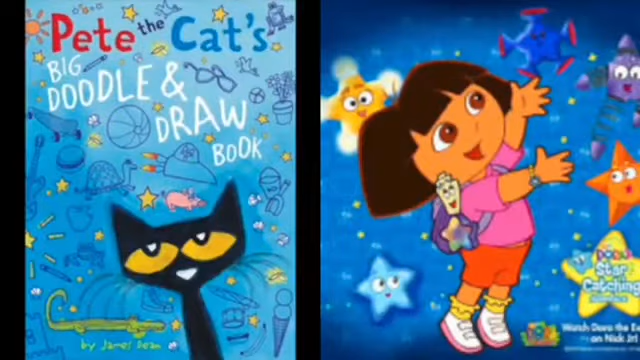 Pete the Cat's
BIG
DOODLE &
DRAW
BOOK
by James Dean
DORA
Star
Catching
Watch Dora the E
on Nick Jr